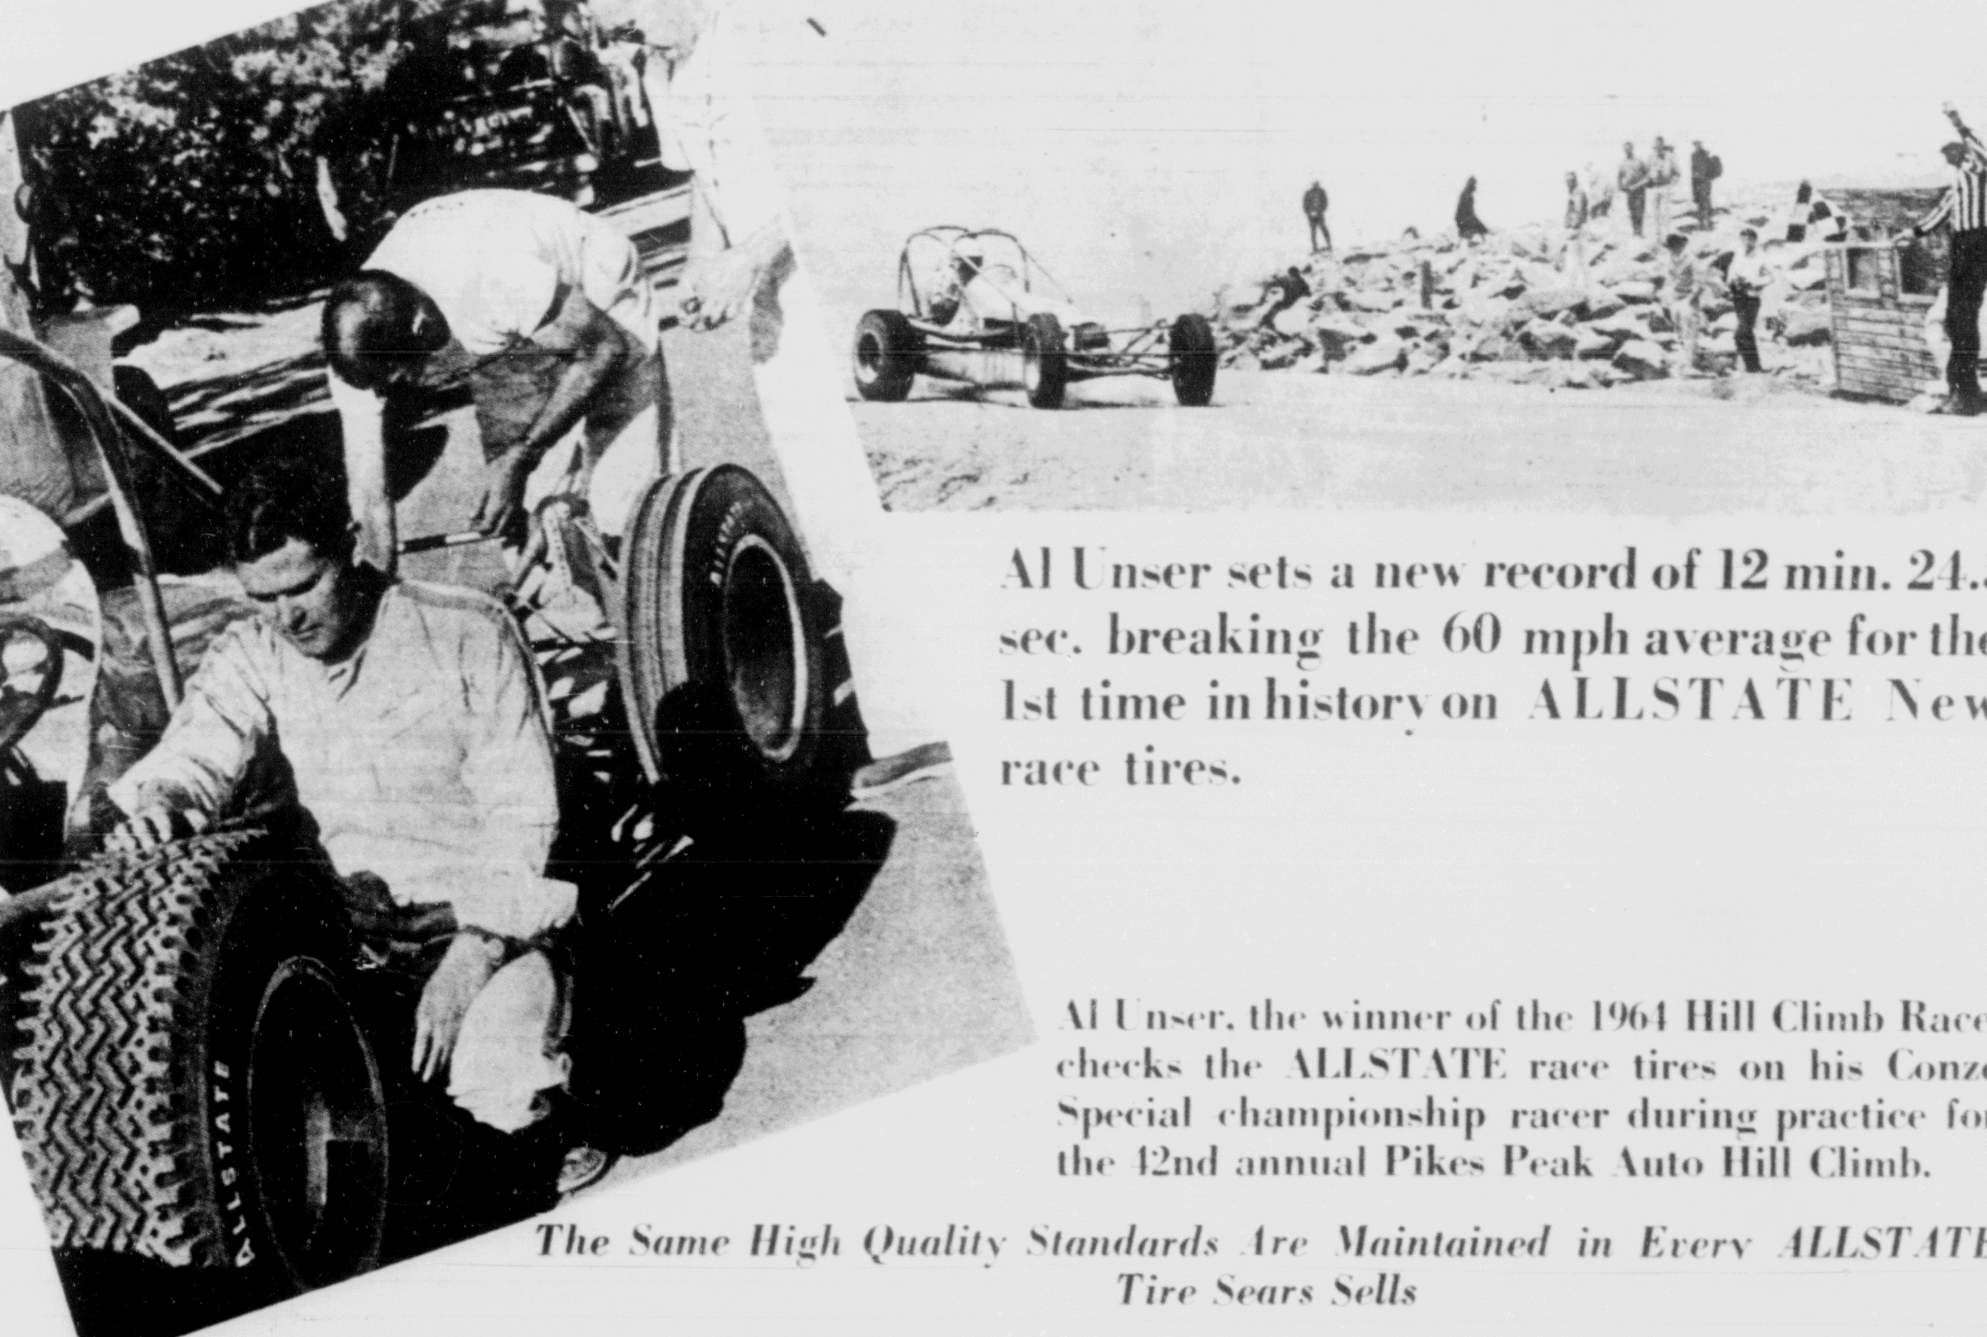 Al Unser sets a new record of 12 min. 24.
sec. breaking the 60 mph average for the
1st time in history on ALLSTATE New
race tires.
Al Unser, the winner of the 1964 Hill Climb Race
checks the ALLSTATE race tires on his Conze
Special championship racer during practice for
the 42nd annual Pikes Peak Auto Hill Climb.
The Same High Quality Standards Are Maintained in Every ALLSTATE
Tire Sears Sells
ALLSTATE
ALLSTATE